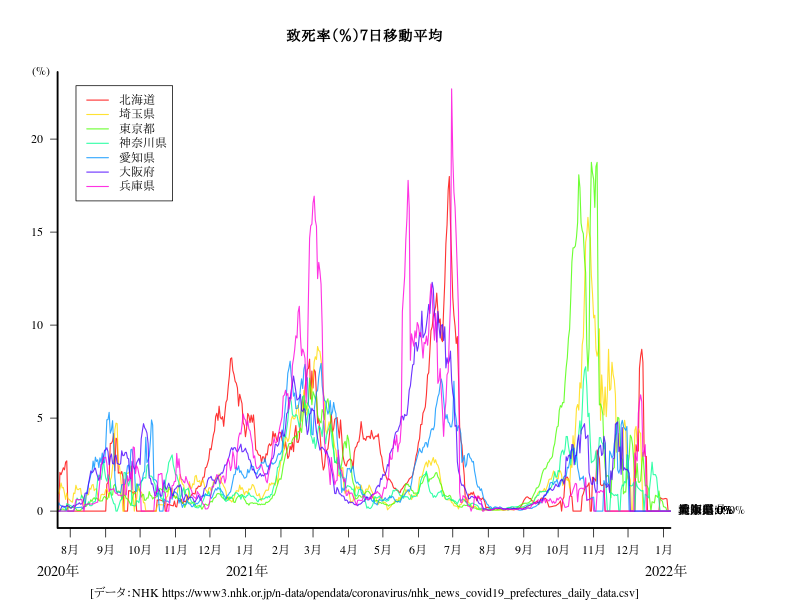 致死率(%)7日移動平均
(%)
北海道
埼玉県
東京都
神奈川県
愛知県
大阪府
兵庫県
20
15
10
5
0
8月 9月 10月 11月 12月 1月 2月 3月 4月 5月 6月 7月 8月 9月 10月 11月 12月 1月
2020年 2021年 2022年
[データ:NHK https://www3.nhk.or.jp/n-data/opendata/coronavirus/nhk_news_covid19_prefectures_daily_data.csv]